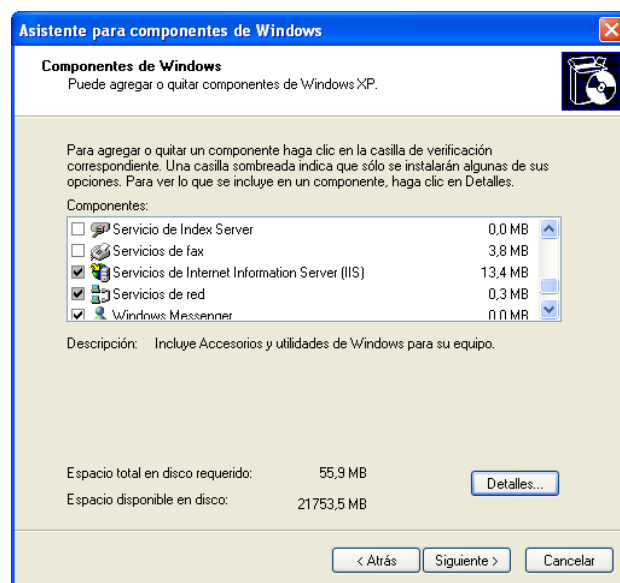 Asistente para componentes de Windows
Componentes de Windows
Puede agregar o quitar componentes de Windows XP.
Para agregar o quitar un componente haga clic en la casilla de verificación
correspondiente. Una casilla sombreada indica que sólo se instalarán algunas de sus
opciones. Para ver lo que se incluye en un componente, haga clic en Detalles.
Componentes:
Servicio de Index Server 0,0 MB
Servicios de fax 3,8 MB
Servicios de Internet Information Server (IIS) 13,4 MB
Servicios de red 0,3 MB
Windows Messenger 0,0 MB
Descripción: Incluye Accesorios y utilidades de Windows para su equipo.
Espacio total en disco requerido: 55,9 MB
Espacio disponible en disco: 21753,5 MB
Detalles...
< Atrás Siguiente > Cancelar